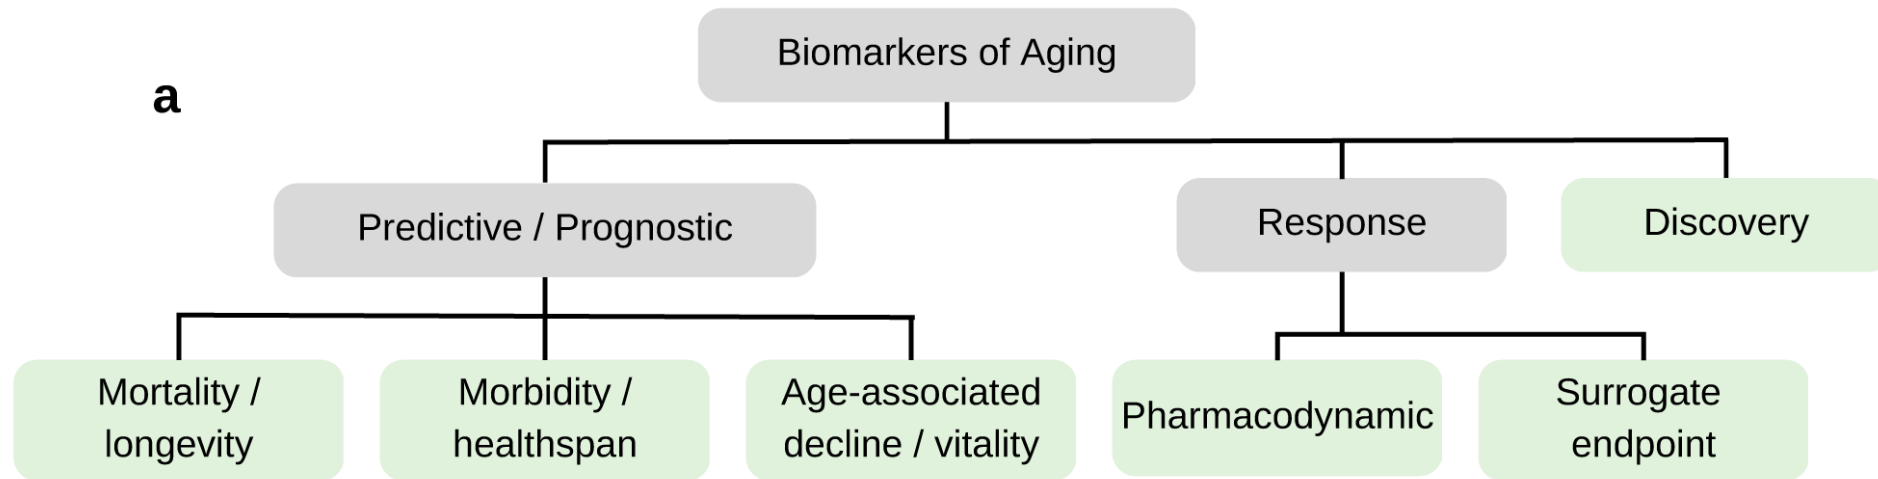 Biomarkers of Aging
a
Predictive / Prognostic
Response
Discovery
Mortality /
longevity
Morbidity /
healthspan
Age-associated
decline / vitality
Pharmacodynamic
Surrogate
endpoint